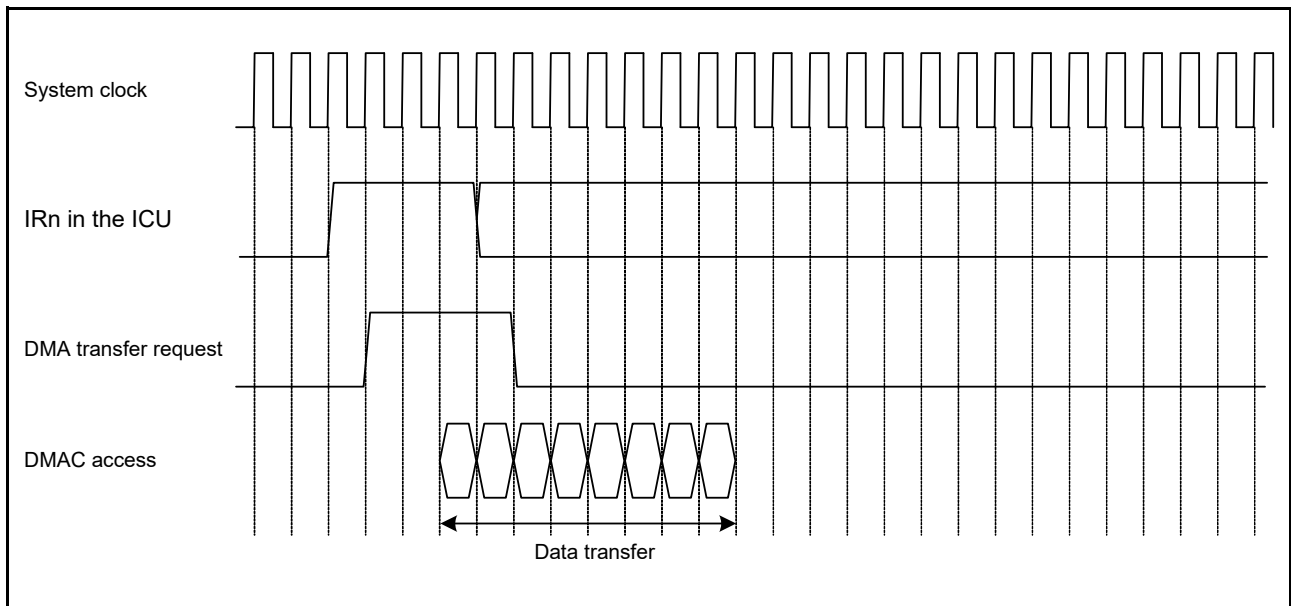 System clock
IRn in the ICU
DMA transfer request
DMAC access
Data transfer